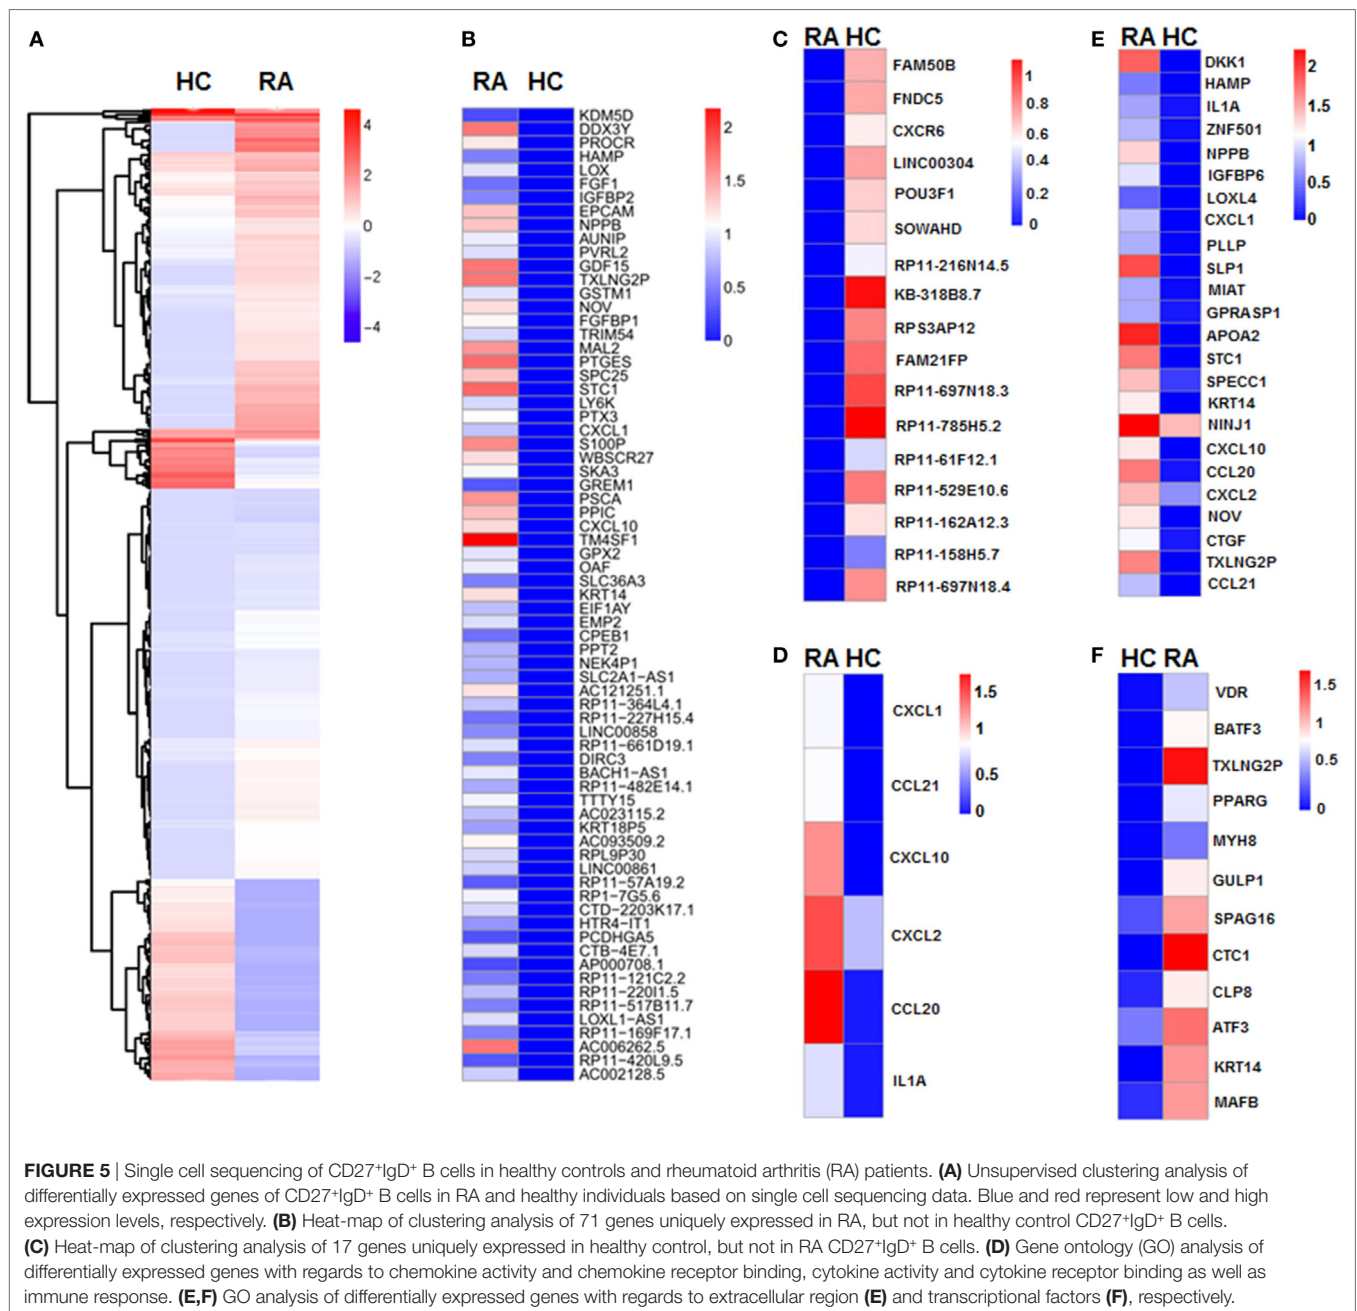 A
HC RA
4
2
0
−2
−4
B
RA HC
KDM5D
DDX3Y
PROCR
HAMP
LOX
FGF1
IGFBP2
EPCAM
NPPB
AUNIP
PVRL2
GDF15
TXLNG2P
GSTM1
NOV
FGFBP1
TRIM54
MAL2
PTGES
SPC25
STC1
LY6K
PTX3
CXCL1
S100P
WBSCR27
SKA3
GREM1
PSCA
PPIC
CXCL10
TM4SF1
GPX2
OAF
SLC36A3
KRT14
EIF1AY
EMP2
CPEB1
PPT2
NEK4P1
SLC2A1−AS1
AC121251.1
RP11−364L4.1
RP11−227H15.4
LINC00858
RP11−661D19.1
DIRC3
BACH1−AS1
RP11−482E14.1
TTTY15
AC023115.2
KRT18P5
AC093509.2
RPL9P30
LINC00861
RP11−57A19.2
RP1−7G5.6
CTD−2203K17.1
HTR4−IT1
PCDHGA5
CTB−4E7.1
AP000708.1
RP11−121C2.2
RP11−220I1.5
RP11−517B11.7
LOXL1−AS1
RP11−169F17.1
AC006262.5
RP11−420L9.5
AC002128.5
2
1.5
1
0.5
0
C
RA HC
FAM50B
FNDC5
CXCR6
LINC00304
POU3F1
SOWAHD
RP11-216N14.5
KB-318B8.7
RPS3AP12
FAM21FP
RP11-697N18.3
RP11-785H5.2
RP11-61F12.1
RP11-529E10.6
RP11-162A12.3
RP11-158H5.7
RP11-697N18.4
1
0.8
0.6
0.4
0.2
0
D
RA HC
CXCL1
CCL21
CXCL10
CXCL2
CCL20
IL1A
1.5
1
0.5
0
E
RA HC
DKK1
HAMP
IL1A
ZNF501
NPPB
IGFBP6
LOXL4
CXCL1
PLLP
SLP1
MIAT
GPRASP1
APOA2
STC1
SPECC1
KRT14
NINJ1
CXCL10
CCL20
CXCL2
NOV
CTGF
TXLNG2P
CCL21
2
1.5
1
0.5
0
F
HC RA
VDR
BATF3
TXLNG2P
PPARG
MYH8
GULP1
SPAG16
CTC1
CLP8
ATF3
KRT14
MAFB
1.5
1
0.5
0
FIGURE 5 | Single cell sequencing of CD27⁺IgD⁺ B cells in healthy controls and rheumatoid arthritis (RA) patients. (A) Unsupervised clustering analysis of
differentially expressed genes of CD27⁺IgD⁺ B cells in RA and healthy individuals based on single cell sequencing data. Blue and red represent low and high
expression levels, respectively. (B) Heat-map of clustering analysis of 71 genes uniquely expressed in RA, but not in healthy control CD27⁺IgD⁺ B cells.
(C) Heat-map of clustering analysis of 17 genes uniquely expressed in healthy control, but not in RA CD27⁺IgD⁺ B cells. (D) Gene ontology (GO) analysis of
differentially expressed genes with regards to chemokine activity and chemokine receptor binding, cytokine activity and cytokine receptor binding as well as
immune response. (E,F) GO analysis of differentially expressed genes with regards to extracellular region (E) and transcriptional factors (F), respectively.